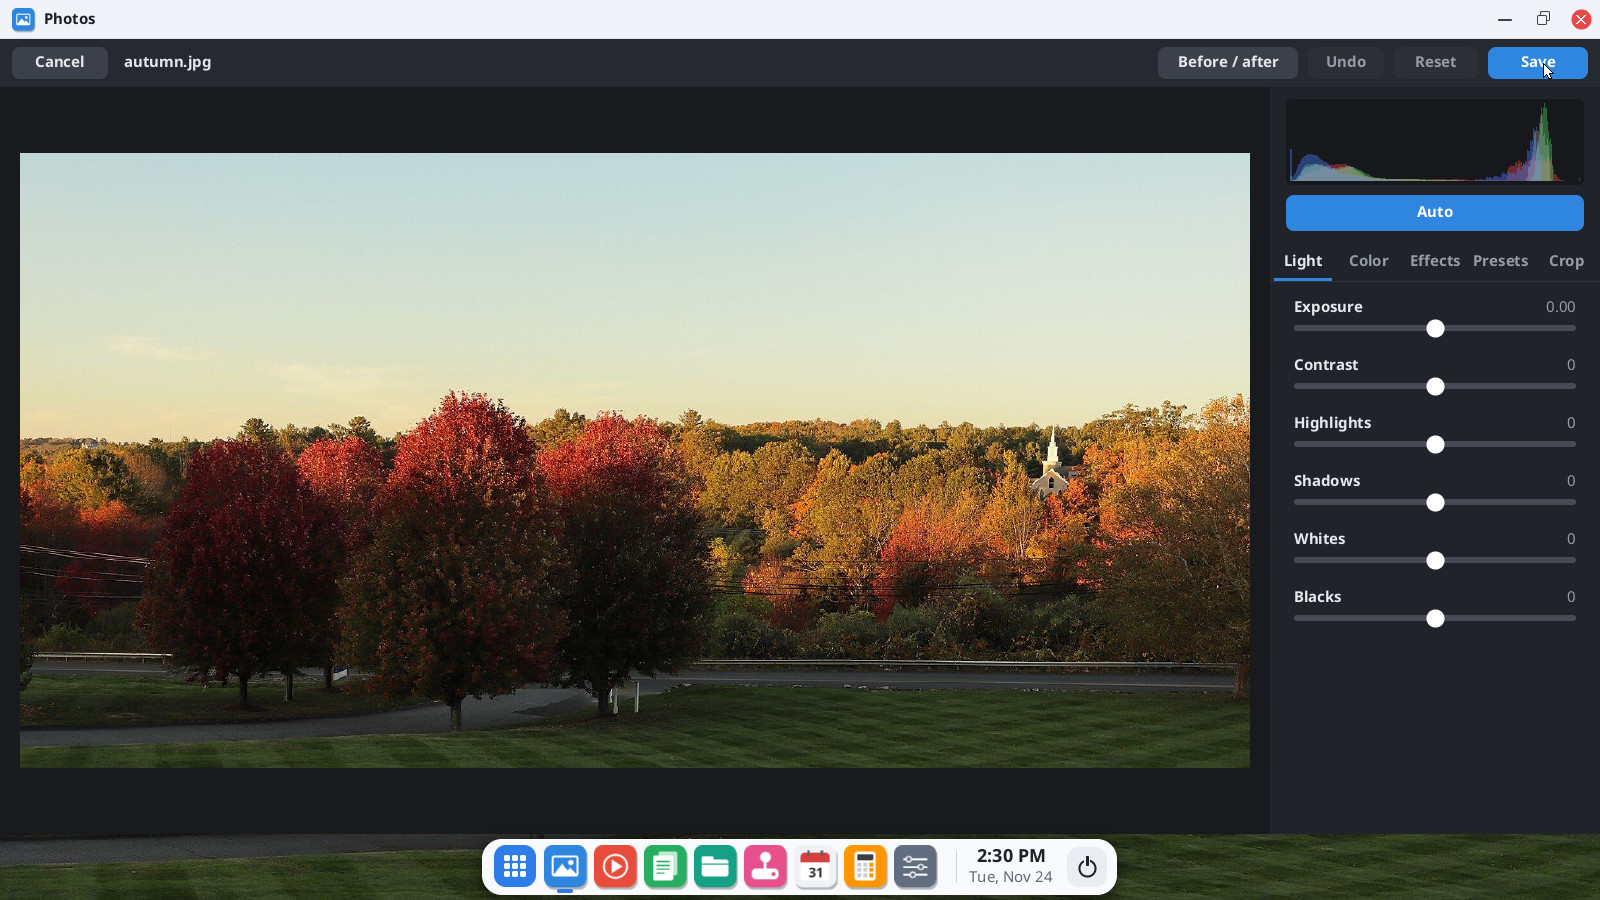 Photos
Cancel
autumn.jpg
Before / after
Undo
Reset
Save
Auto
Light
Color
Effects
Presets
Crop
Exposure
0.00
Contrast
0
Highlights
0
Shadows
0
Whites
0
Blacks
0
31
2:30 PM
Tue, Nov 24